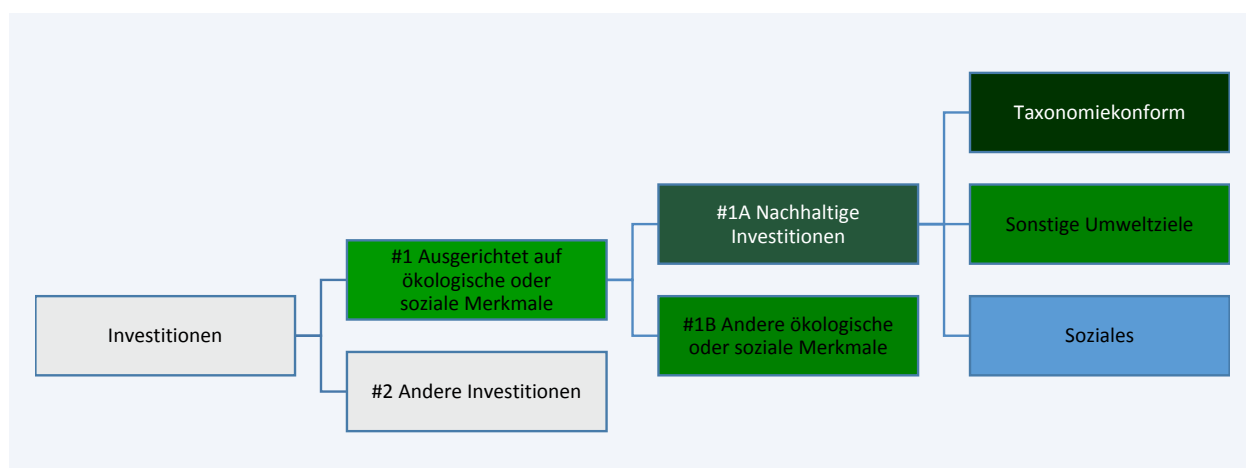 Investitionen
#1 Ausgerichtet auf
ökologische oder
soziale Merkmale
#2 Andere Investitionen
#1A Nachhaltige
Investitionen
#1B Andere ökologische
oder soziale Merkmale
Taxonomiekonform
Sonstige Umweltziele
Soziales